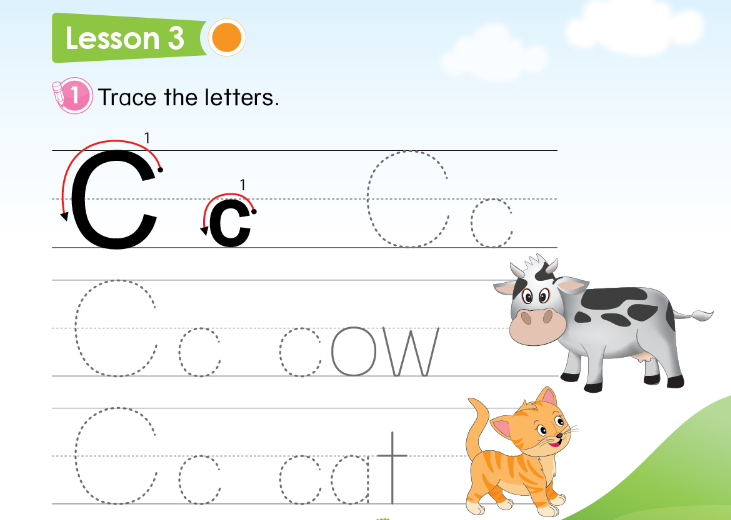 Lesson 3
1 Trace the letters.
1
1
C c C c
C c cow
C c cat